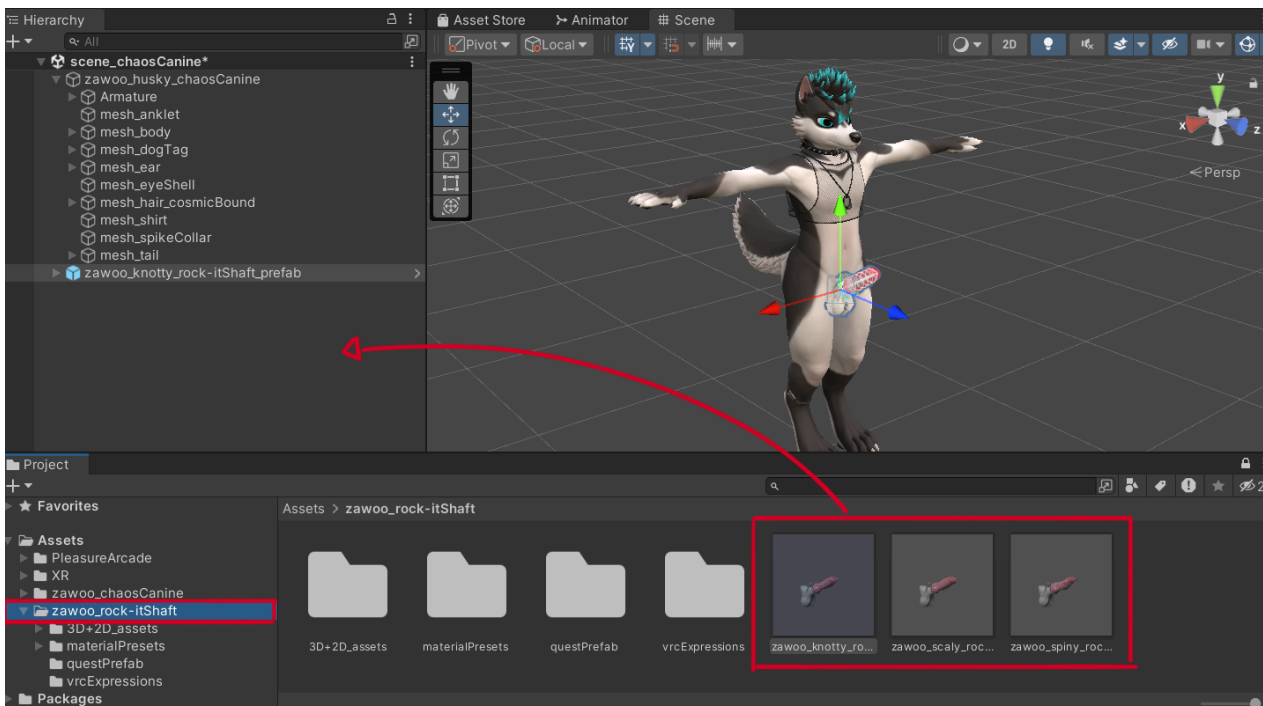 Hierarchy
Asset Store Animator Scene
All
Pivot Local 2D
scene_chaosCanine*
zawoo_husky_chaosCanine
Armature
mesh_anklet
mesh_body
mesh_dogTag
mesh_ear
mesh_eyeShell
mesh_hair_cosmicBound
mesh_shirt
mesh_spikeCollar
mesh_tail
zawoo_knotty_rock-itShaft_prefab
y
x
z
Persp
Project
2
Favorites
Assets
PleasureArcade
XR
zawoo_chaosCanine
zawoo_rock-itShaft
3D+2D_assets
materialPresets
questPrefab
vrcExpressions
Packages
Assets > zawoo_rock-itShaft
3D+2D_assets materialPresets questPrefab vrcExpressions zawoo_knotty_ro... zawoo_scaly_roc... zawoo_spiny_roc...